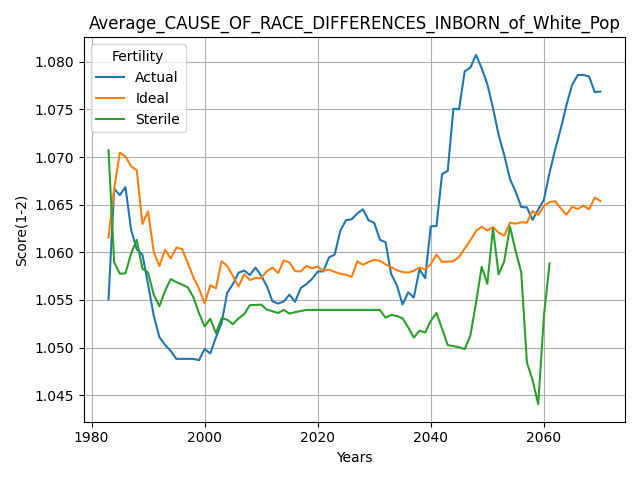 Average_CAUSE_OF_RACE_DIFFERENCES_INBORN_of_White_Pop
Fertility
Actual
Ideal
Sterile
Score(1-2)
1.080
1.075
1.070
1.065
1.060
1.055
1.050
1.045
1980 2000 2020 2040 2060
Years